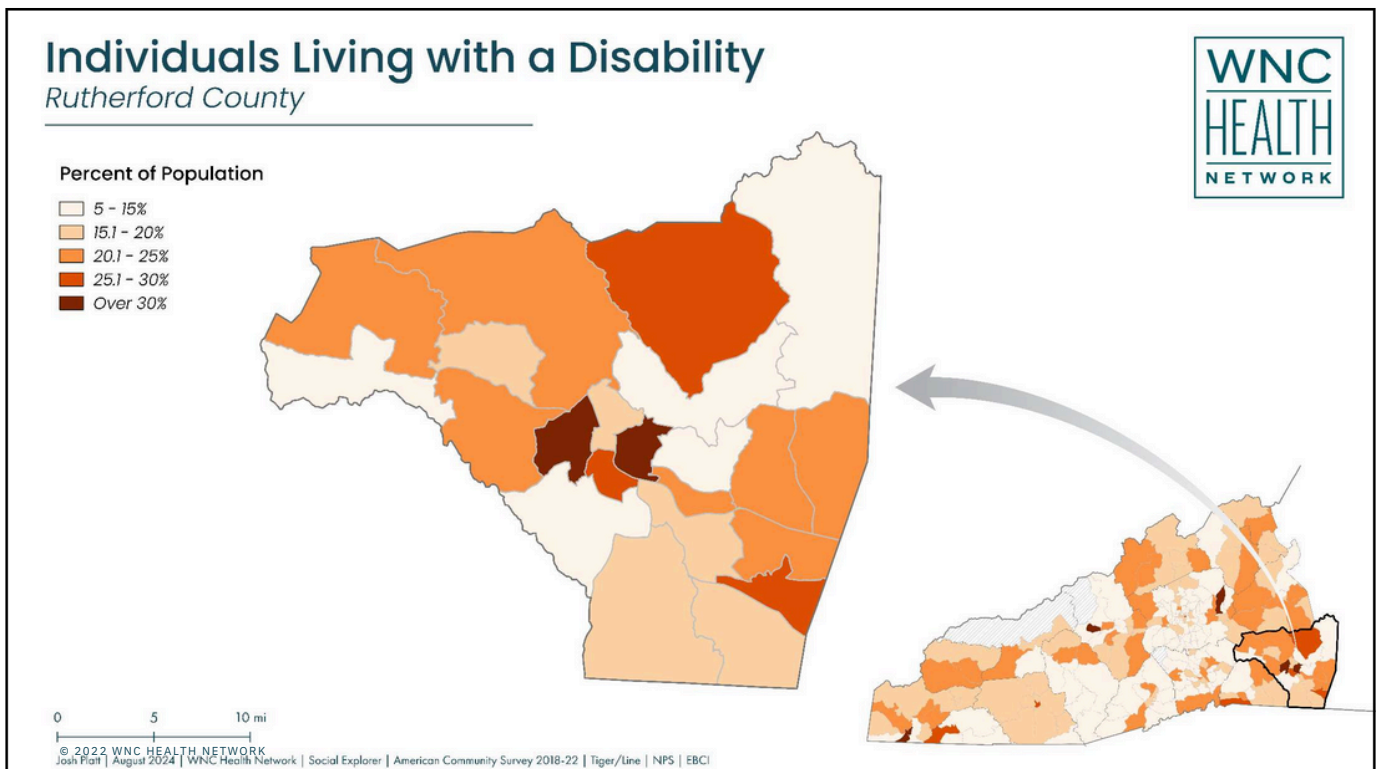 Individuals Living with a Disability
Rutherford County
WNC
HEALTH
NETWORK
Percent of Population
5 - 15%
15.1 - 20%
20.1 - 25%
25.1 - 30%
Over 30%
0 5 10 mi
© 2022 WNC HEALTH NETWORK
Josh Platt | August 2024 | WNC Health Network | Social Explorer | American Community Survey 2018-22 | Tiger/Line | NPS | EBCI